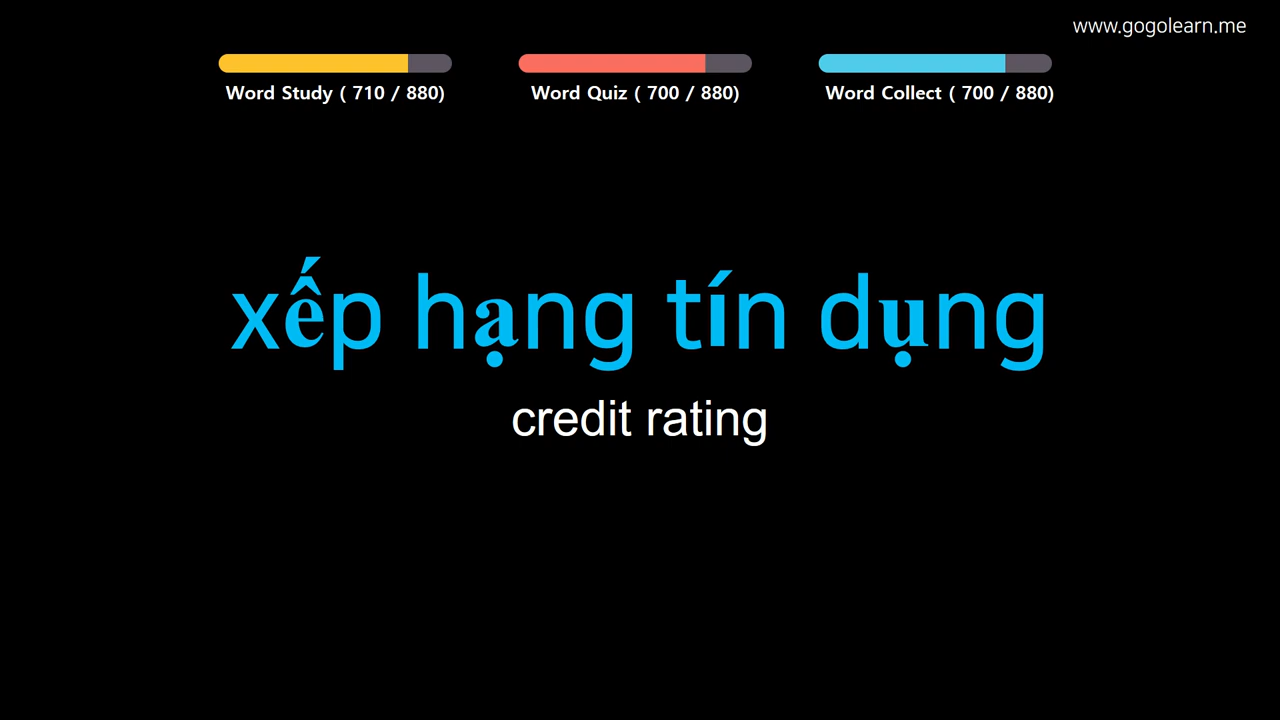 www.gogolearn.me
Word Study ( 710 / 880)
Word Quiz ( 700 / 880)
Word Collect ( 700 / 880)
xếp hạng tín dụng
credit rating